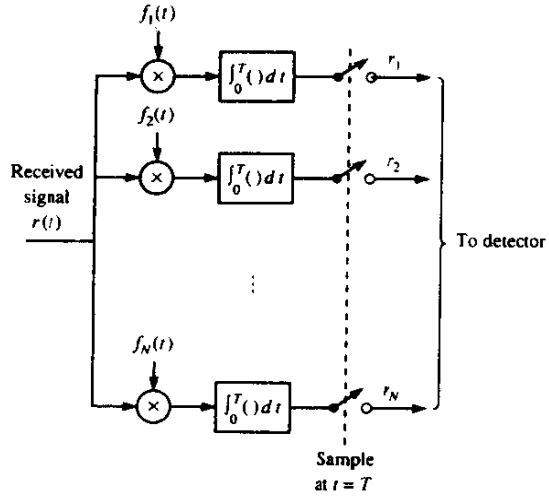 f₁(t)
× ∫₀ᵀ( ) dt r₁
f₂(t)
× ∫₀ᵀ( ) dt r₂
Received
signal
r(t)
To detector
⋮
f_N(t)
× ∫₀ᵀ( ) dt r_N
Sample
at t = T